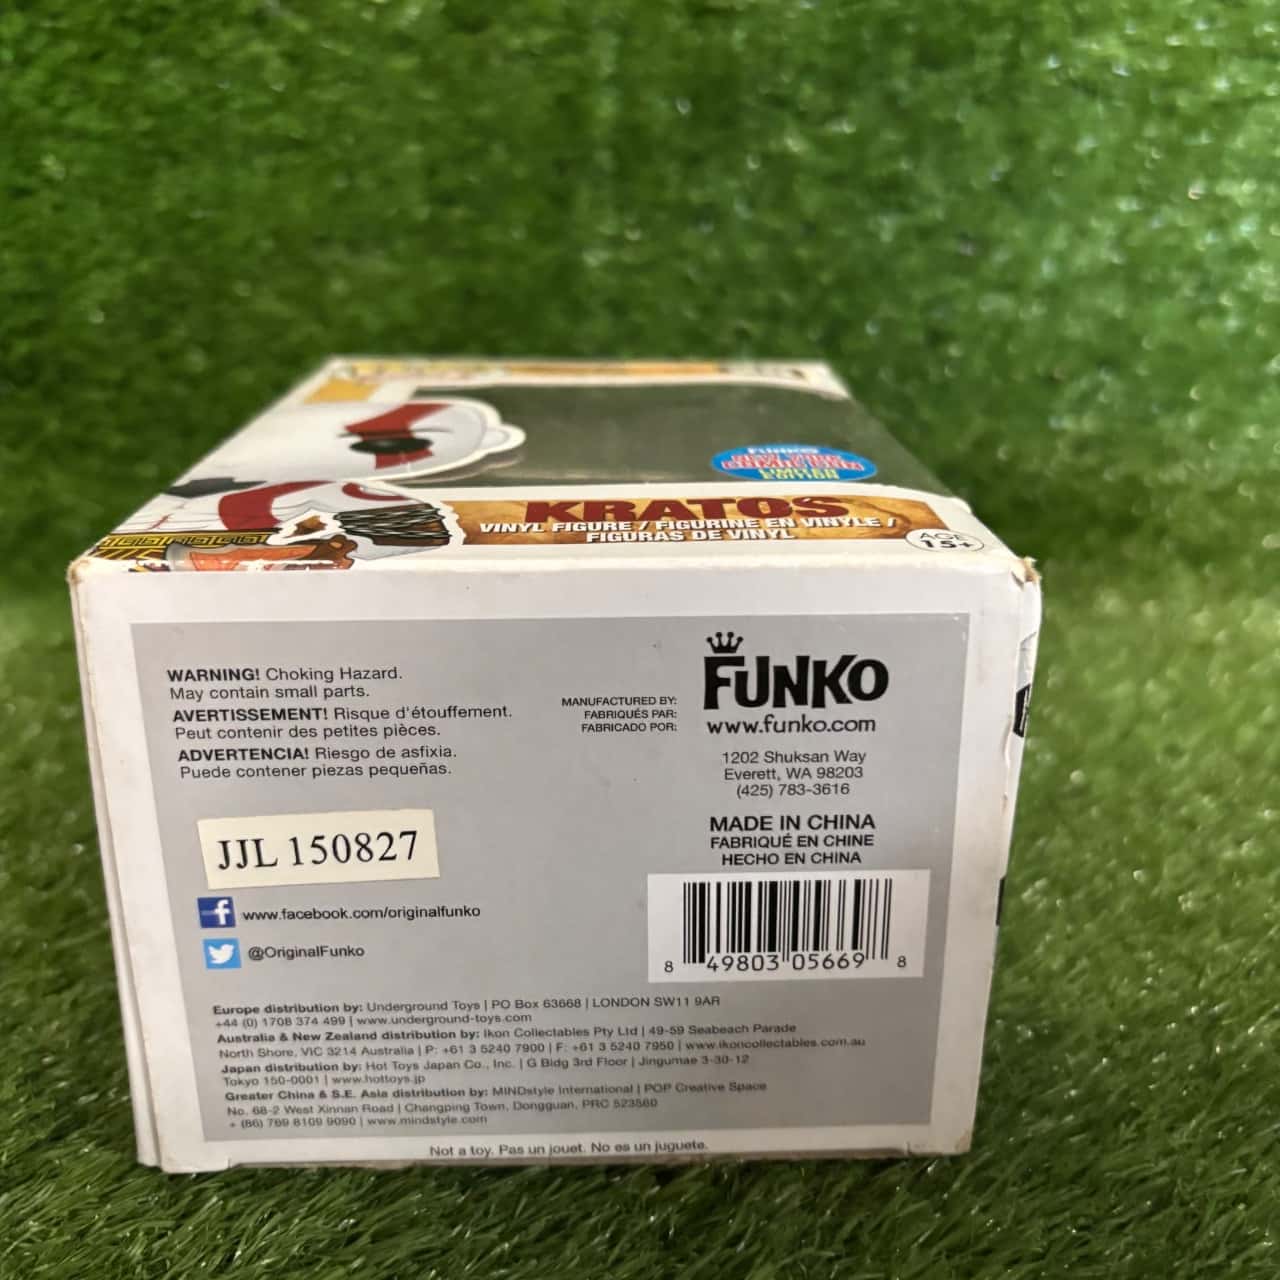 FUNKO'S
NEW YORK
COMIC CON
LIMITED
EDITION
KRATOS
VINYL FIGURE / FIGURINE EN VINYLE /
FIGURAS DE VINYL
AGE
15+
WARNING! Choking Hazard.
May contain small parts.
AVERTISSEMENT! Risque d'étouffement.
Peut contenir des petites pièces.
ADVERTENCIA! Riesgo de asfixia.
Puede contener piezas pequeñas.
MANUFACTURED BY:
FABRIQUÉS PAR:
FABRICADO POR:
FUNKO
www.funko.com
1202 Shuksan Way
Everett, WA 98203
(425) 783-3616
MADE IN CHINA
FABRIQUÉ EN CHINE
HECHO EN CHINA
JJL 150827
f www.facebook.com/originalfunko
@OriginalFunko
8 49803 05669 8
Europe distribution by: Underground Toys | PO Box 63668 | LONDON SW11 9AR
+44 (0) 1708 374 499 | www.underground-toys.com
Australia & New Zealand distribution by: Ikon Collectables Pty Ltd | 49-59 Seabeach Parade
North Shore, VIC 3214 Australia | P: +61 3 5240 7900 | F: +61 3 5240 7950 | www.ikoncollectables.com.au
Japan distribution by: Hot Toys Japan Co., Inc. | G Bldg 3rd Floor | Jingumae 3-30-12
Tokyo 150-0001 | www.hottoys.jp
Greater China & S.E. Asia distribution by: MINDstyle International | POP Creative Space
No. 68-2 West Xinnan Road | Changping Town, Dongguan, PRC 523560
+ (86) 769 8109 9090 | www.mindstyle.com
Not a toy. Pas un jouet. No es un juguete.